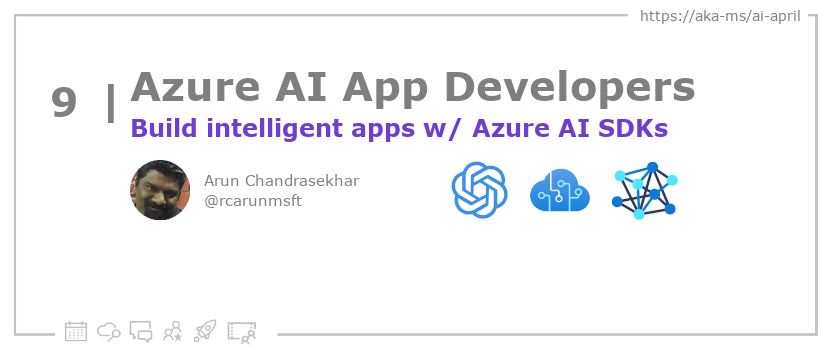 https://aka-ms/ai-april
9 | Azure AI App Developers
Build intelligent apps w/ Azure AI SDKs
Arun Chandrasekhar
@rcarunmsft